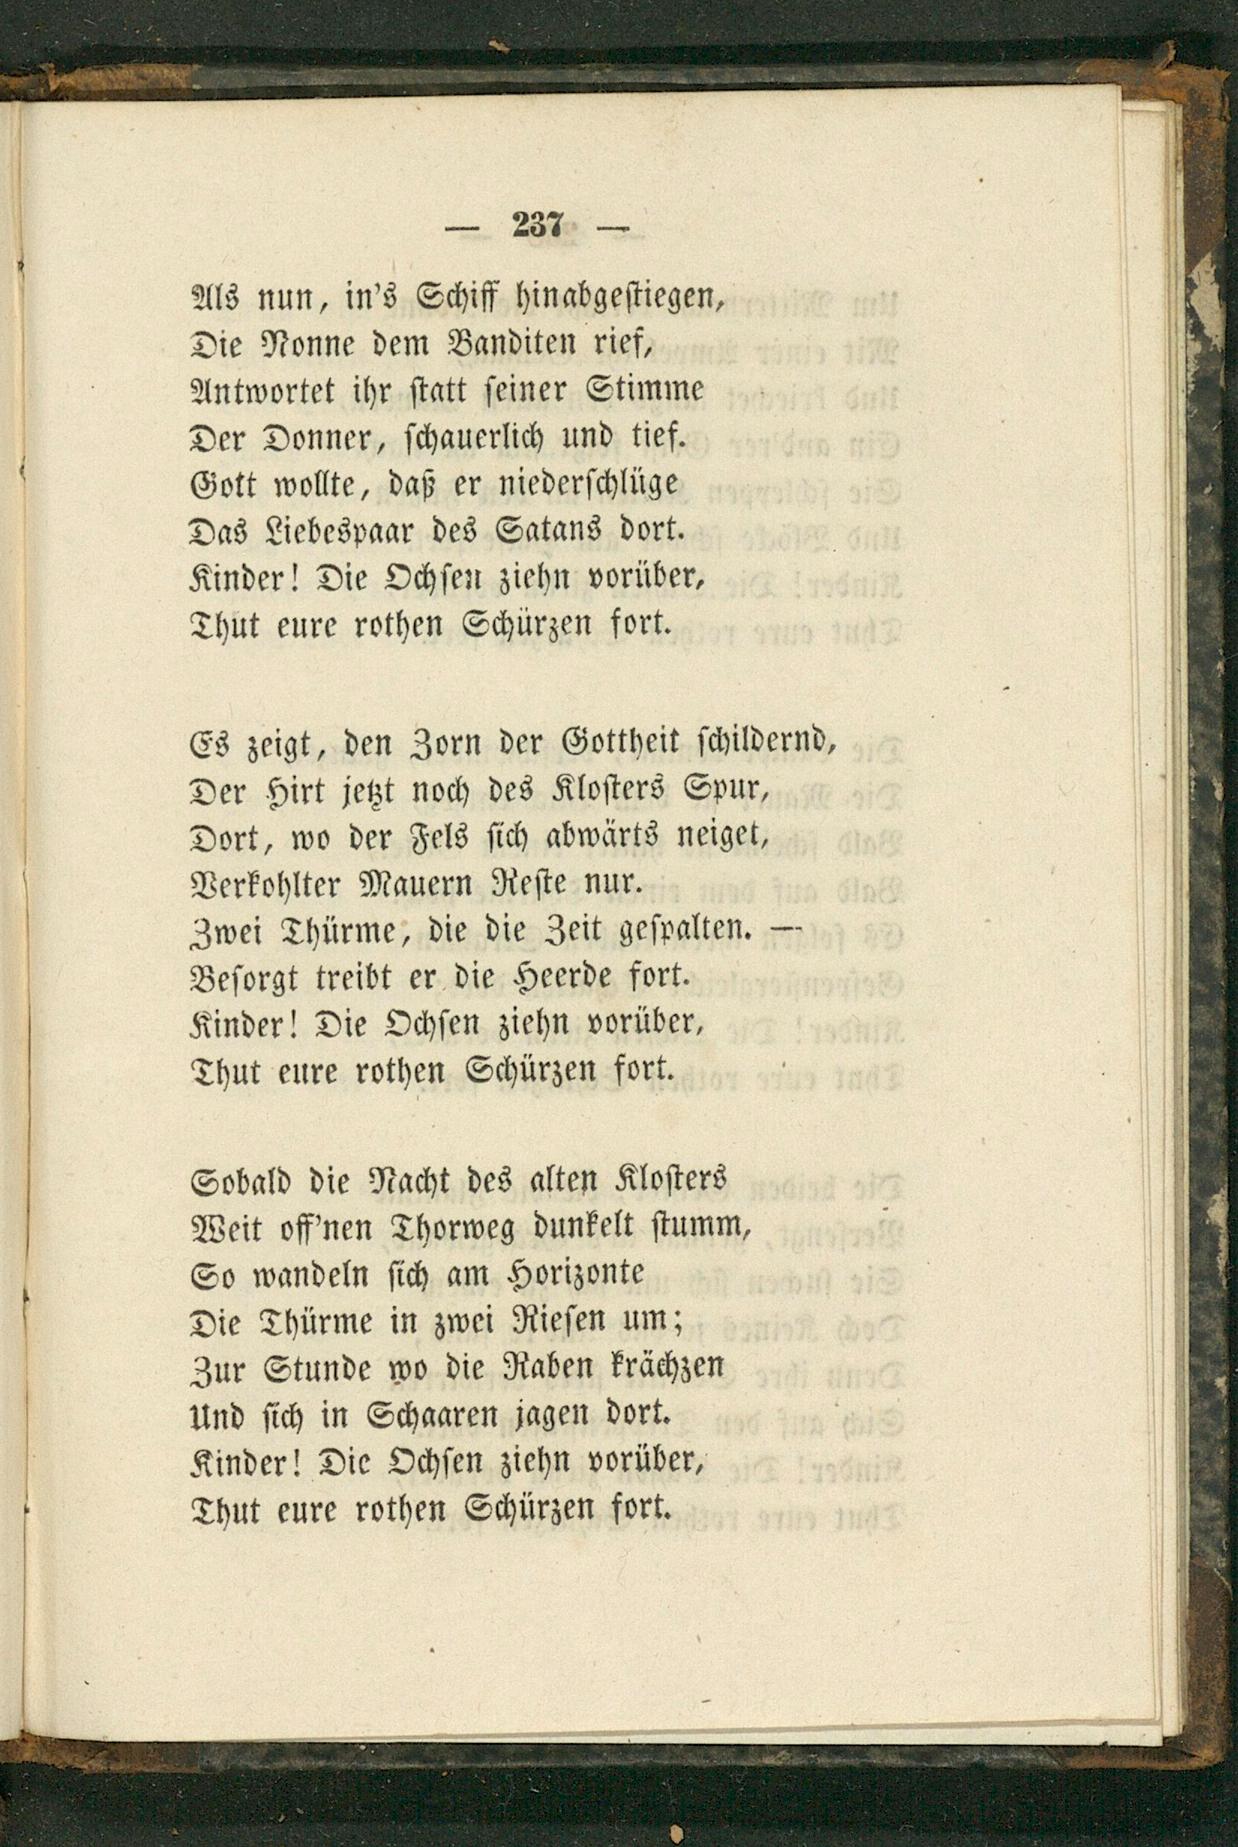 — 237 —
Als nun, in's Schiff hinabgestiegen,
Die Nonne dem Banditen rief,
Antwortet ihr statt seiner Stimme
Der Donner, schauerlich und tief.
Gott wollte, daß er niederschlüge
Das Liebespaar des Satans dort.
Kinder! Die Ochsen ziehn vorüber,
Thut eure rothen Schürzen fort.
Es zeigt, den Zorn der Gottheit schildernd,
Der Hirt jetzt noch des Klosters Spur,
Dort, wo der Fels sich abwärts neiget,
Verkohlter Mauern Reste nur.
Zwei Thürme, die die Zeit gespalten. —
Besorgt treibt er die Heerde fort.
Kinder! Die Ochsen ziehn vorüber,
Thut eure rothen Schürzen fort.
Sobald die Nacht des alten Klosters
Weit off'nen Thorweg dunkelt stumm,
So wandeln sich am Horizonte
Die Thürme in zwei Riesen um;
Zur Stunde wo die Raben krächzen
Und sich in Schaaren jagen dort.
Kinder! Die Ochsen ziehn vorüber,
Thut eure rothen Schürzen fort.